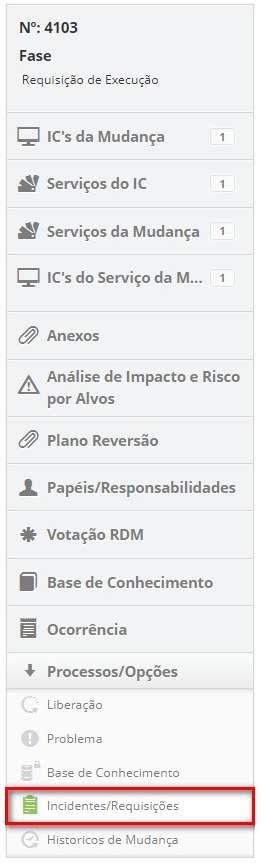 Nº: 4103
Fase
Requisição de Execução
IC's da Mudança 1
Serviços do IC 1
Serviços da Mudança 1
IC's do Serviço da M... 1
Anexos
Análise de Impacto e Risco
por Alvos
Plano Reversão
Papéis/Responsabilidades
Votação RDM
Base de Conhecimento
Ocorrência
Processos/Opções
Liberação
Problema
Base de Conhecimento
Incidentes/Requisições
Historicos de Mudança